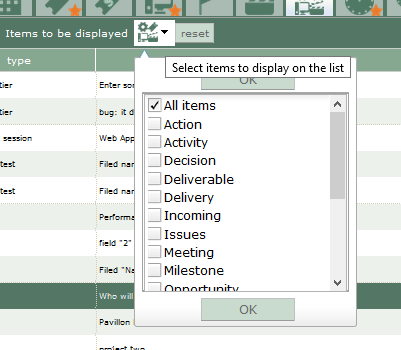 Items to be displayed reset
Select items to display on the list
type
OK
tier Enter sor
All items
tier bug: it d
Action
Activity
session Web App
Decision
test Filed nar
Deliverable
test Filed nar
Delivery
Incoming
Performa
Issues
field "2"
Meeting
Filed "Na
Milestone
Opportunity
Who will
OK
Pavillon
project two